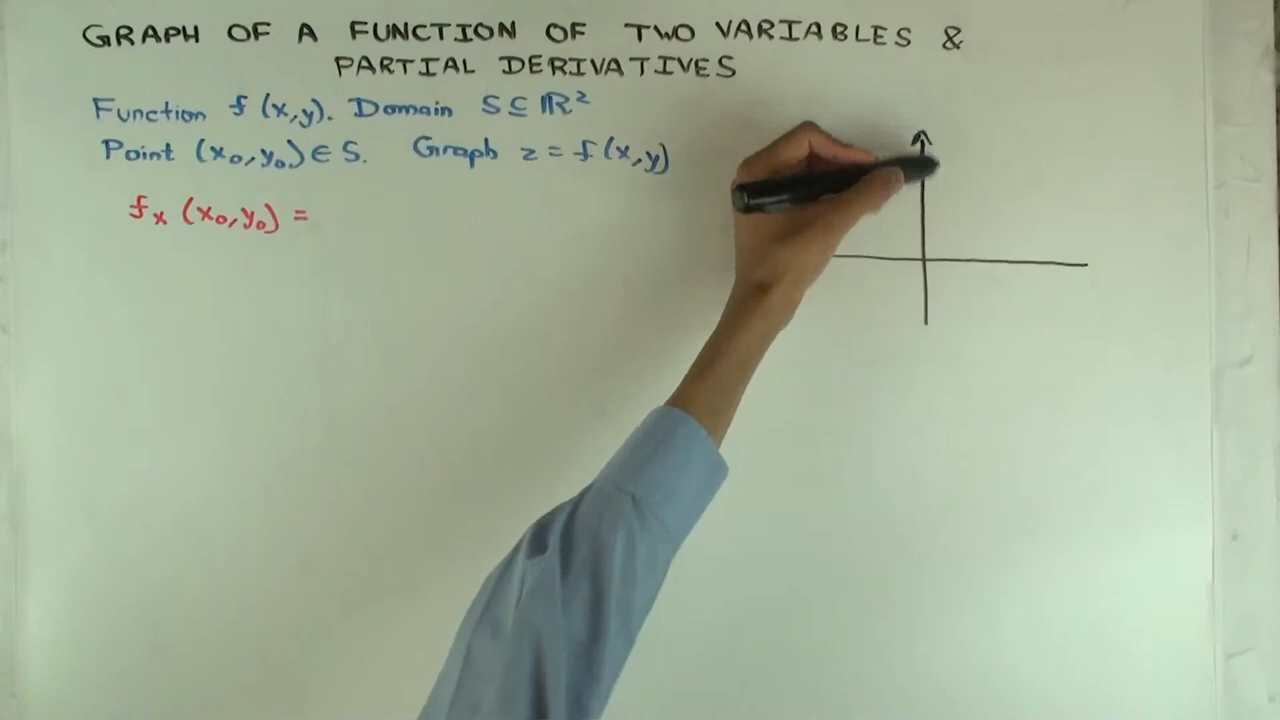 GRAPH OF A FUNCTION OF TWO VARIABLES &
PARTIAL DERIVATIVES
Function f(x,y). Domain S⊆ℝ²
Point (x₀,y₀)∈S. Graph z=f(x,y)
fₓ(x₀,y₀)=